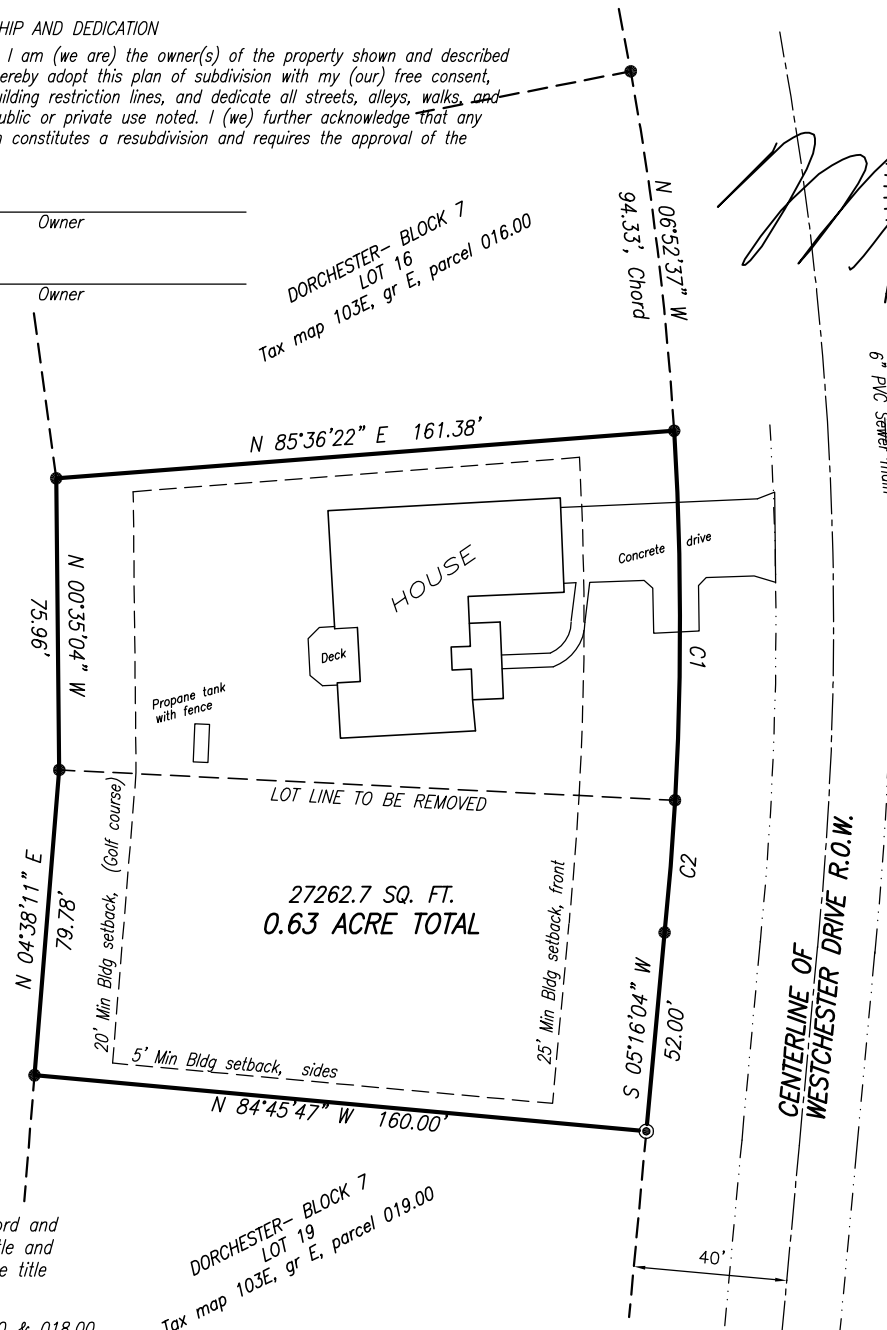 HIP AND DEDICATION
I am (we are) the owner(s) of the property shown and described
ereby adopt this plan of subdivision with my (our) free consent,
uilding restriction lines, and dedicate all streets, alleys, walks, and
ublic or private use noted. I (we) further acknowledge that any
n constitutes a resubdivision and requires the approval of the
Owner
Owner
DORCHESTER- BLOCK 7
LOT 16
Tax map 103E, gr E, parcel 016.00
N 06°52'37" W
94.33', Chord
6" PVC Sewer main
N 85°36'22" E 161.38'
N 00°35'04" W
75.96'
HOUSE
Concrete drive
Deck
Propane tank
with fence
C1
LOT LINE TO BE REMOVED
N 04°38'11" E
79.78'
20' Min Bldg setback, (Golf course)
27262.7 SQ. FT.
0.63 ACRE TOTAL
25' Min Bldg setback, front
C2
S 05°16'04" W
52.00'
CENTERLINE OF
WESTCHESTER DRIVE R.O.W.
5' Min Bldg setback, sides
N 84°45'47" W 160.00'
DORCHESTER- BLOCK 7
LOT 19
Tax map 103E, gr E, parcel 019.00
40'
ord and
tle and
e title
0 & 018.00